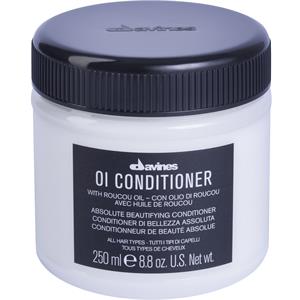 davines
davines
OI CONDITIONER
WITH ROUCOU OIL – CON OLIO DI ROUCOU
AVEC HUILE DE ROUCOU
ABSOLUTE BEAUTIFYING CONDITIONER
CONDITIONER DI BELLEZZA ASSOLUTA
CONDITIONNEUR DE BEAUTÉ ABSOLUE
ALL HAIR TYPES - TUTTI I TIPI DI CAPELLI
TOUS TYPES DE CHEVEUX
250 ml e 8.8 oz. U.S. Net wt.